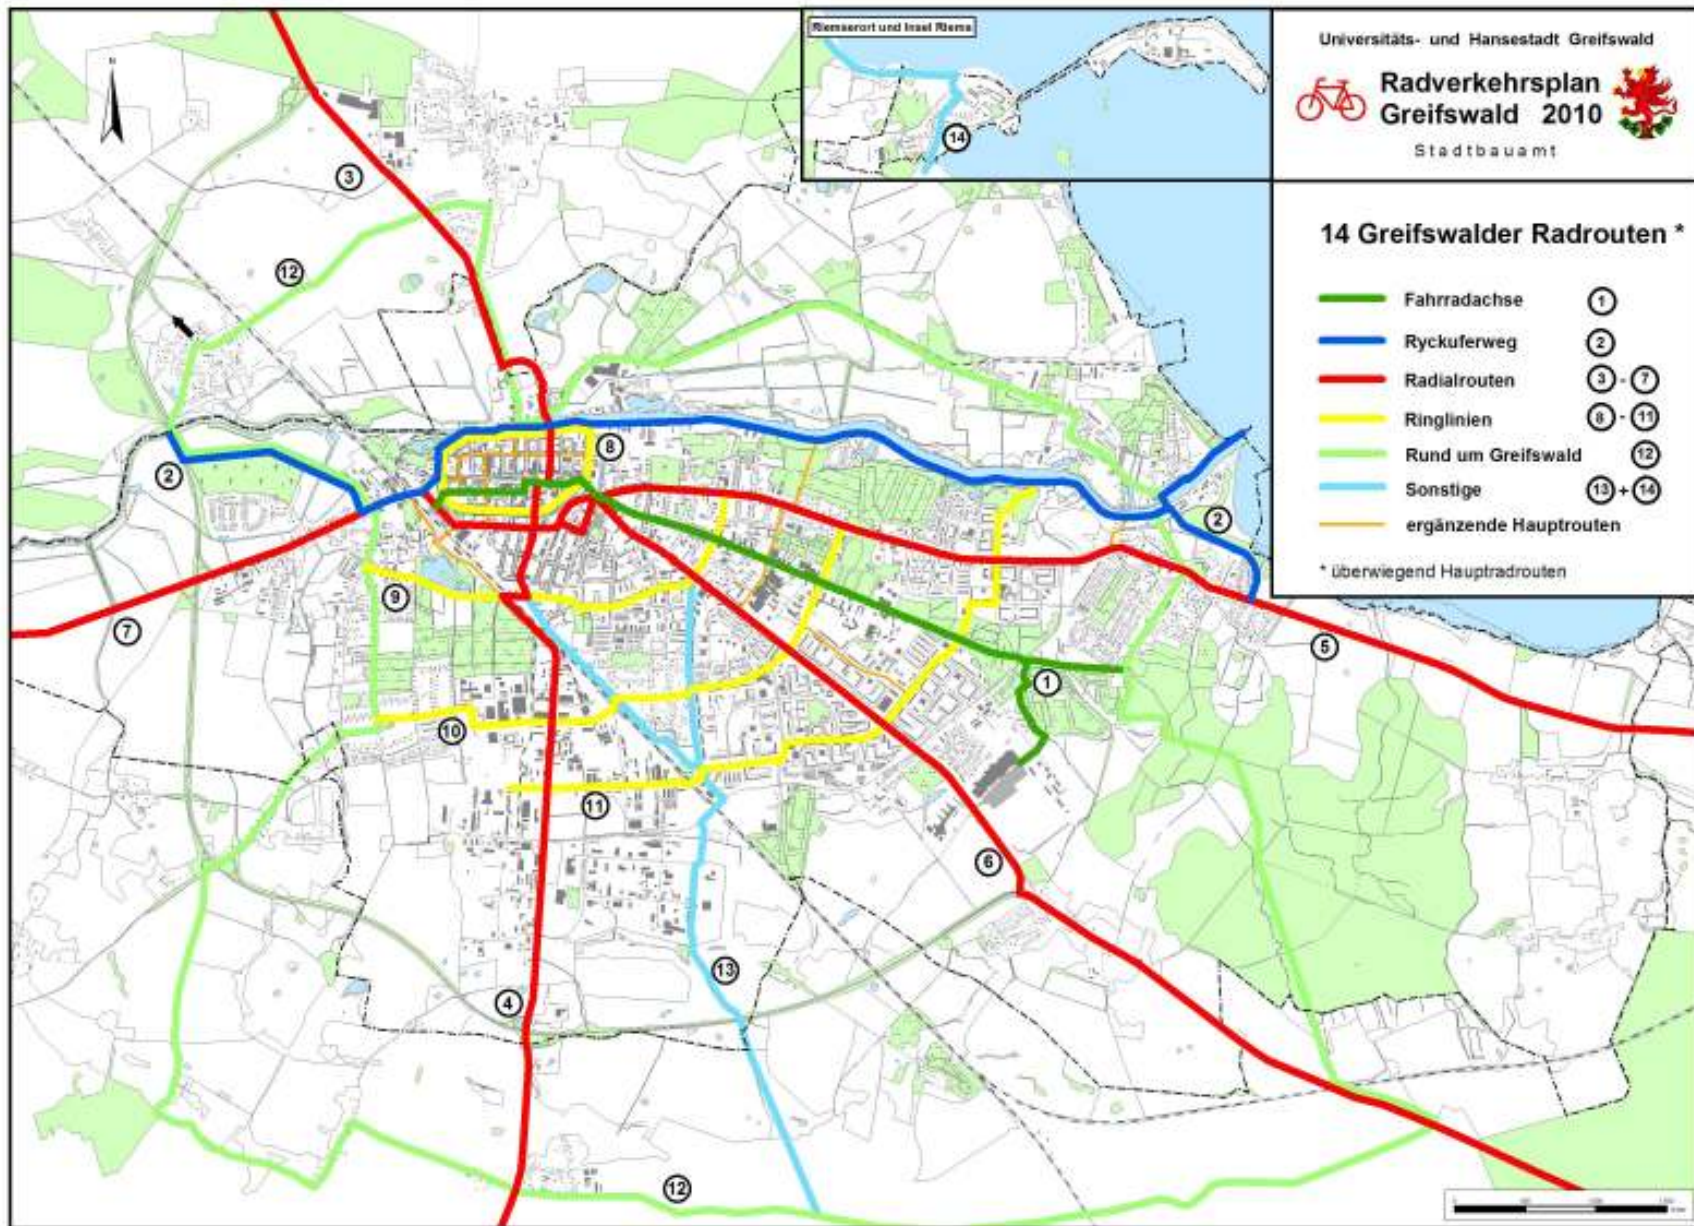 Riemserort und Insel Riems
Universitäts- und Hansestadt Greifswald
Radverkehrsplan
Greifswald 2010
Stadtbauamt
14 Greifswalder Radrouten *
Fahrradachse 1
Ryckuferweg 2
Radialrouten 3 - 7
Ringlinien 8 - 11
Rund um Greifswald 12
Sonstige 13 + 14
ergänzende Hauptrouten
* überwiegend Hauptradrouten
N
14
3
12
8
2
2
9
7
5
1
10
11
6
13
4
12